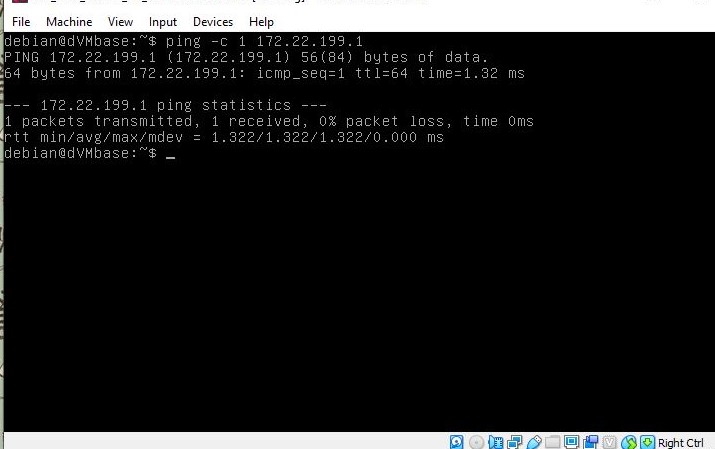 File Machine View Input Devices Help
debian@dVMbase:~$ ping -c 1 172.22.199.1
PING 172.22.199.1 (172.22.199.1) 56(84) bytes of data.
64 bytes from 172.22.199.1: icmp_seq=1 ttl=64 time=1.32 ms
--- 172.22.199.1 ping statistics ---
1 packets transmitted, 1 received, 0% packet loss, time 0ms
rtt min/avg/max/mdev = 1.322/1.322/1.322/0.000 ms
debian@dVMbase:~$ _
Right Ctrl